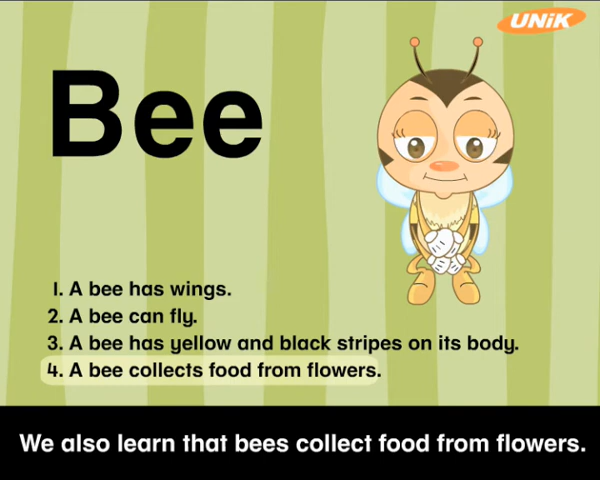 UNiK
Bee
1. A bee has wings.
2. A bee can fly.
3. A bee has yellow and black stripes on its body.
4. A bee collects food from flowers.
We also learn that bees collect food from flowers.